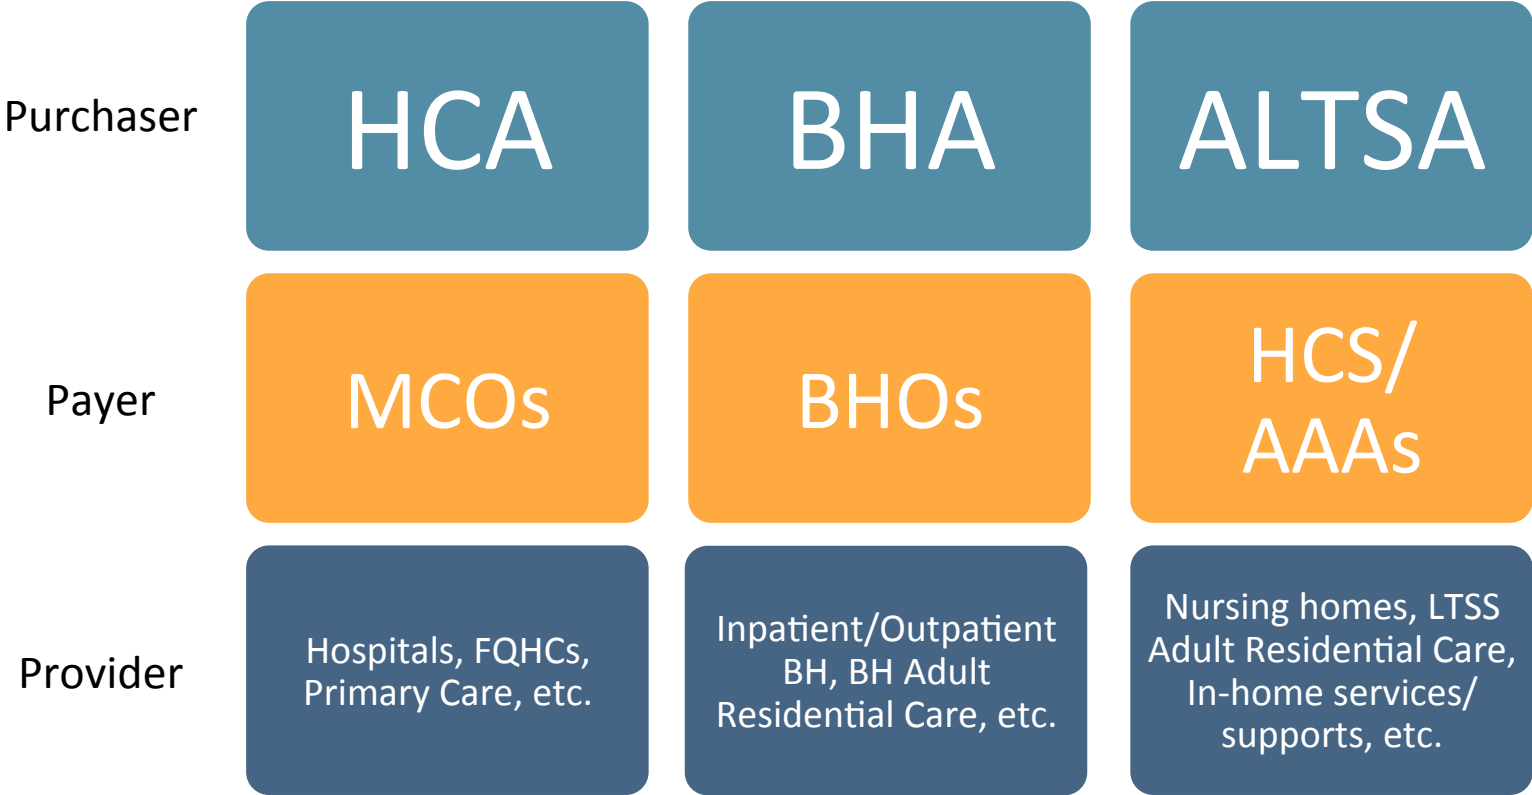 Purchaser
HCA
BHA
ALTSA
Payer
MCOs
BHOs
HCS/
AAAs
Provider
Hospitals, FQHCs,
Primary Care, etc.
Inpatient/Outpatient
BH, BH Adult
Residential Care, etc.
Nursing homes, LTSS
Adult Residential Care,
In-home services/
supports, etc.